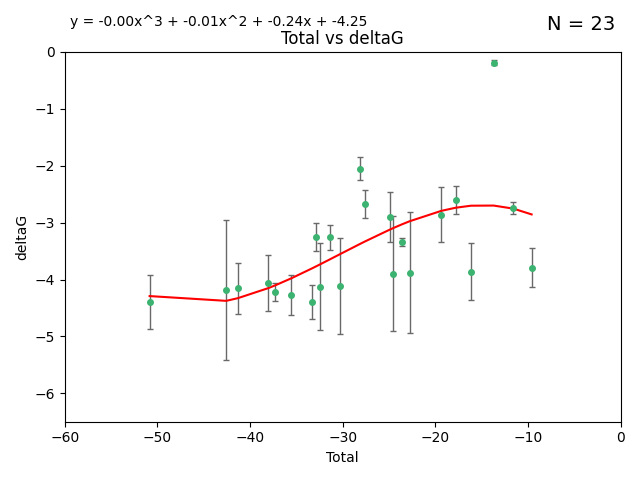 y = -0.00x^3 + -0.01x^2 + -0.24x + -4.25
N = 23
Total vs deltaG
0
−1
−2
−3
−4
−5
−6
deltaG
−60 −50 −40 −30 −20 −10 0
Total